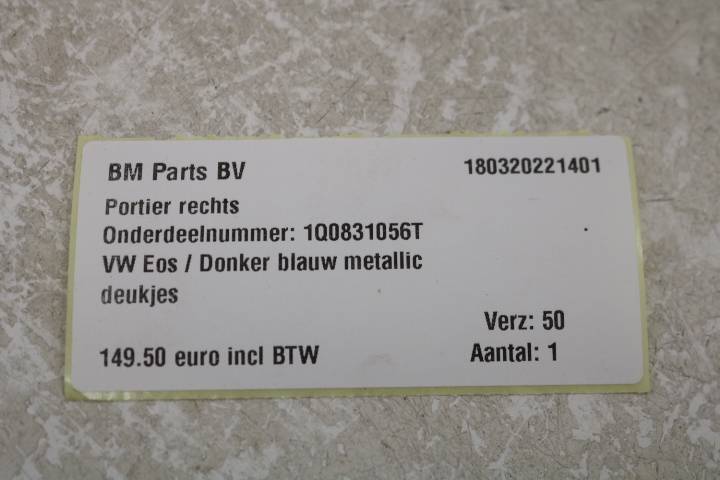 BM Parts BV 180320221401
Portier rechts
Onderdeelnummer: 1Q0831056T
VW Eos / Donker blauw metallic
deukjes
Verz: 50
149.50 euro incl BTW Aantal: 1